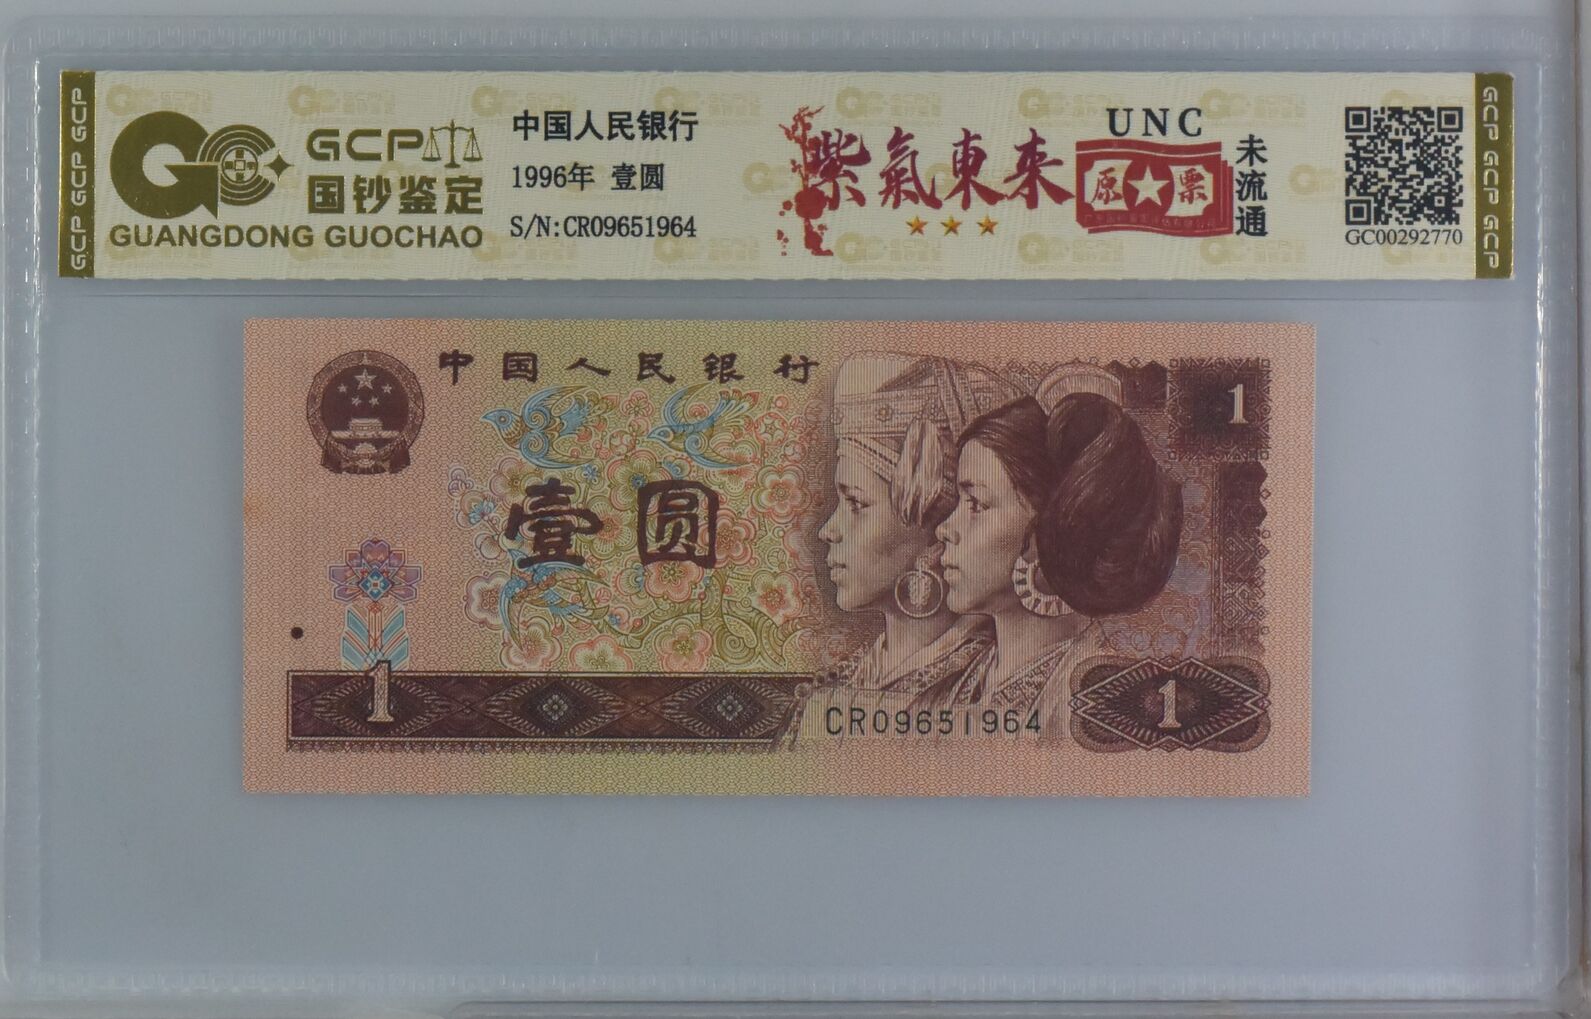 GCP GCP GCP
GCP
国钞鉴定
GUANGDONG GUOCHAO
中国人民银行
1996年 壹圆
S/N:CR09651964
紫氣東来
UNC
原票
未流通
GC00292770
GCP GCP GCP
中国人民银行
1
壹圆
1
CR09651964
1